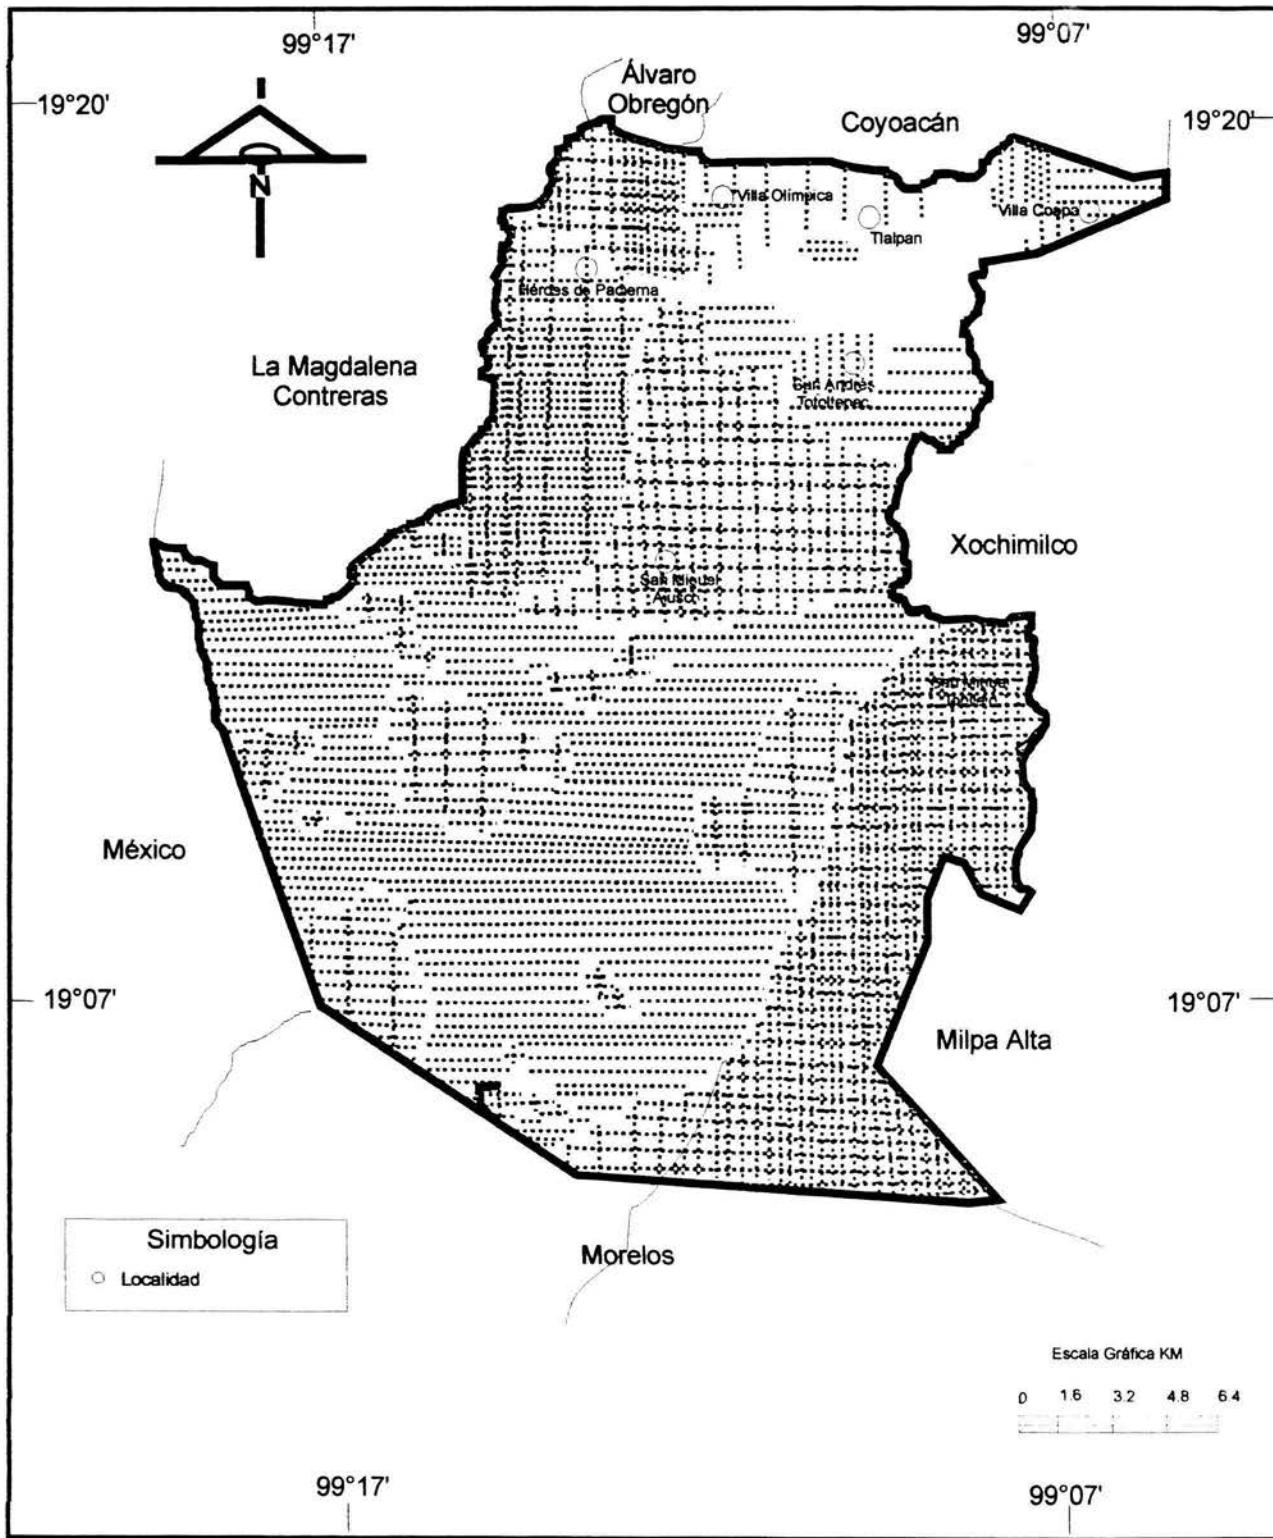 99°17'
99°07'
19°20'
Álvaro
Obregón
Coyoacán
19°20'
N
Villa Olímpica
Villa Coapa
Tlalpan
Héroes de Padierna
La Magdalena
Contreras
San Andrés
Totoltepec
Xochimilco
San Miguel
Ajusco
San Miguel
México
19°07'
19°07'
Milpa Alta
Simbología
Localidad
Morelos
Escala Gráfica KM
0 1.6 3.2 4.8 6.4
99°17'
99°07'